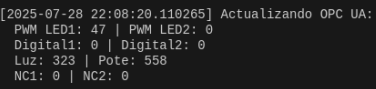 [2025-07-28 22:08:20.110265] Actualizando OPC UA:
PWM LED1: 47 | PWM LED2: 0
Digital1: 0 | Digital2: 0
Luz: 323 | Pote: 558
NC1: 0 | NC2: 0